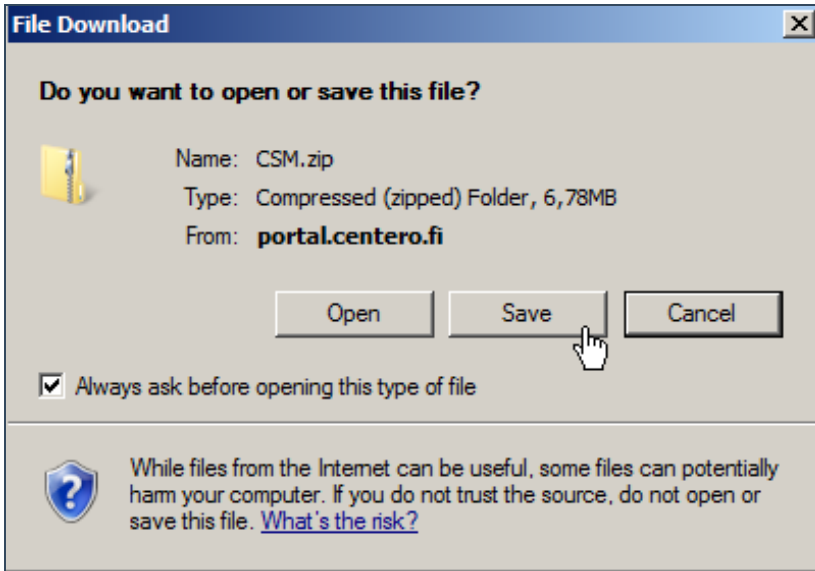 File Download
Do you want to open or save this file?
Name: CSM.zip
Type: Compressed (zipped) Folder, 6,78MB
From: portal.centero.fi
Open Save Cancel
Always ask before opening this type of file
While files from the Internet can be useful, some files can potentially
harm your computer. If you do not trust the source, do not open or
save this file. What's the risk?